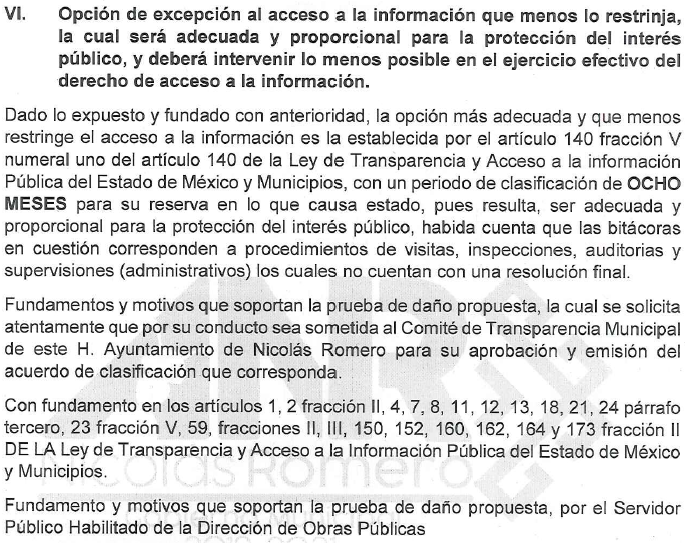 VI. Opción de excepción al acceso a la información que menos lo restrinja,
la cual será adecuada y proporcional para la protección del interés
público, y deberá intervenir lo menos posible en el ejercicio efectivo del
derecho de acceso a la información.
Dado lo expuesto y fundado con anterioridad, la opción más adecuada y que menos
restringe el acceso a la información es la establecida por el artículo 140 fracción V
numeral uno del artículo 140 de la Ley de Transparencia y Acceso a la información
Pública del Estado de México y Municipios, con un periodo de clasificación de OCHO
MESES para su reserva en lo que causa estado, pues resulta, ser adecuada y
proporcional para la protección del interés público, habida cuenta que las bitácoras
en cuestión corresponden a procedimientos de visitas, inspecciones, auditorias y
supervisiones (administrativos) los cuales no cuentan con una resolución final.
Fundamentos y motivos que soportan la prueba de daño propuesta, la cual se solicita
atentamente que por su conducto sea sometida al Comité de Transparencia Municipal
de este H. Ayuntamiento de Nicolás Romero para su aprobación y emisión del
acuerdo de clasificación que corresponda.
Con fundamento en los artículos 1, 2 fracción II, 4, 7, 8, 11, 12, 13, 18, 21, 24 párrafo
tercero, 23 fracción V, 59, fracciones II, III, 150, 152, 160, 162, 164 y 173 fracción II
DE LA Ley de Transparencia y Acceso a la Información Pública del Estado de México
y Municipios.
Nicolás Romero
Fundamento y motivos que soportan la prueba de daño propuesta, por el Servidor
Público Habilitado de la Dirección de Obras Públicas